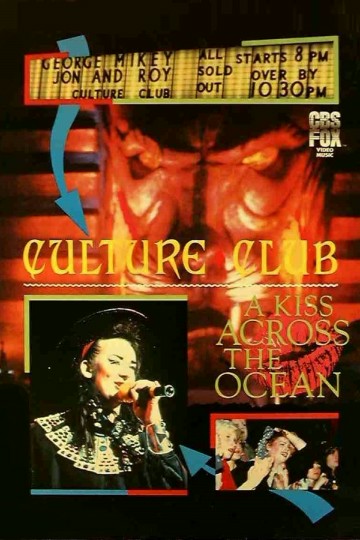 GEORGE MIKEY ALL STARTS 8 PM
JON AND ROY SOLD OVER BY
CULTURE CLUB OUT 10 30PM
CBS
FOX
VIDEO
MUSIC
CULTURE CLUB
A KISS
ACROSS
THE
OCEAN